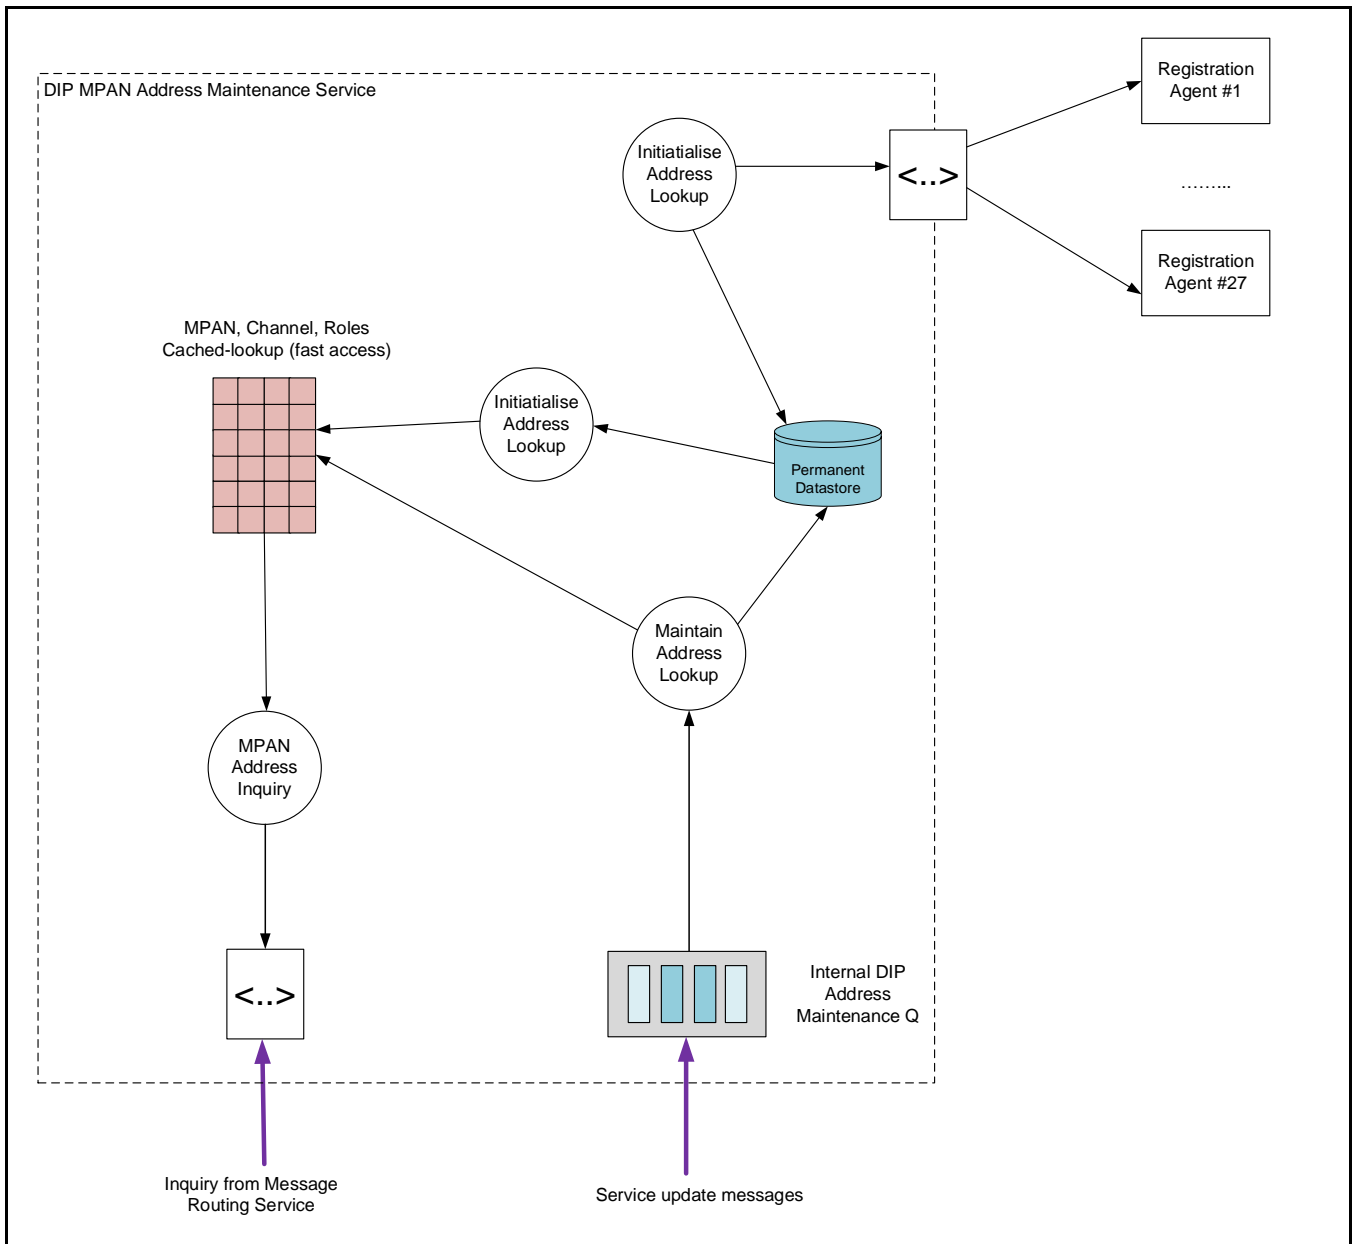 DIP MPAN Address Maintenance Service
Registration
Agent #1
Initiatialise
Address
Lookup
<..>
……...
Registration
Agent #27
MPAN, Channel, Roles
Cached-lookup (fast access)
Initiatialise
Address
Lookup
Permanent
Datastore
Maintain
Address
Lookup
MPAN
Address
Inquiry
<..>
Internal DIP
Address
Maintenance Q
Inquiry from Message
Routing Service
Service update messages